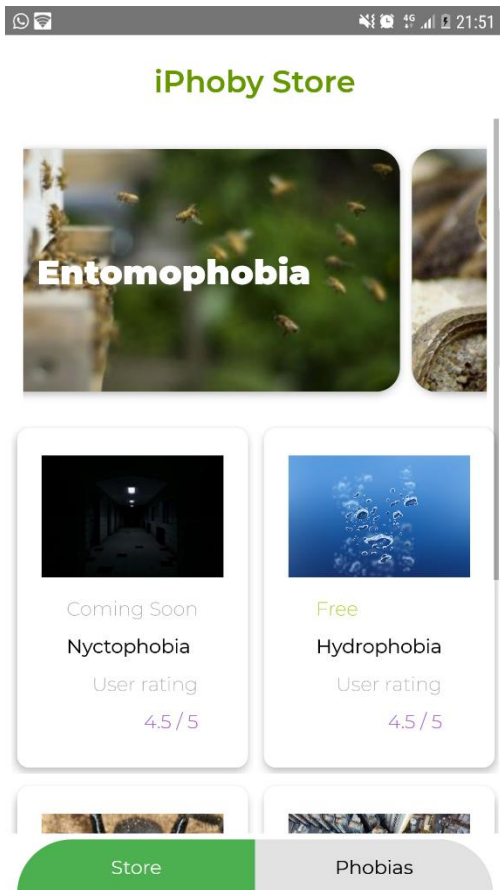 4G 21:51
iPhoby Store
Entomophobia
Coming Soon
Nyctophobia
User rating
4.5 / 5
Free
Hydrophobia
User rating
4.5 / 5
Store
Phobias